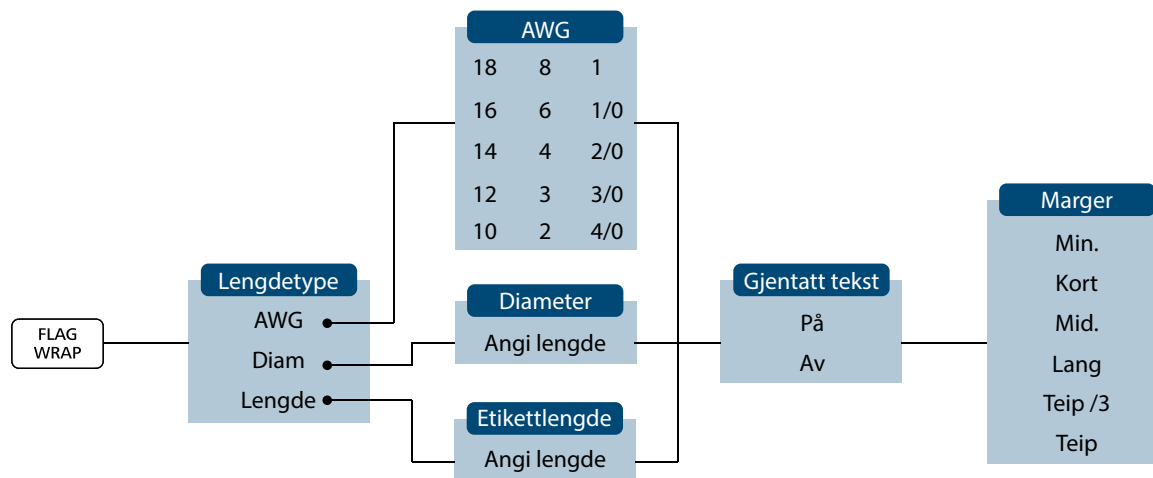 FLAG
WRAP
Lengdetype
AWG
Diam
Lengde
AWG
18 8 1
16 6 1/0
14 4 2/0
12 3 3/0
10 2 4/0
Diameter
Angi lengde
Etikettlengde
Angi lengde
Gjentatt tekst
På
Av
Marger
Min.
Kort
Mid.
Lang
Teip /3
Teip